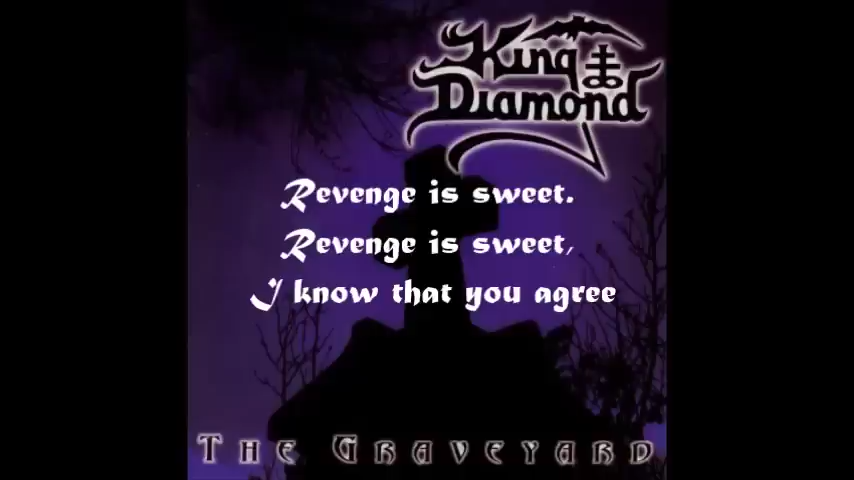 King
Diamond
Revenge is sweet.
Revenge is sweet,
I know that you agree
The Graveyard